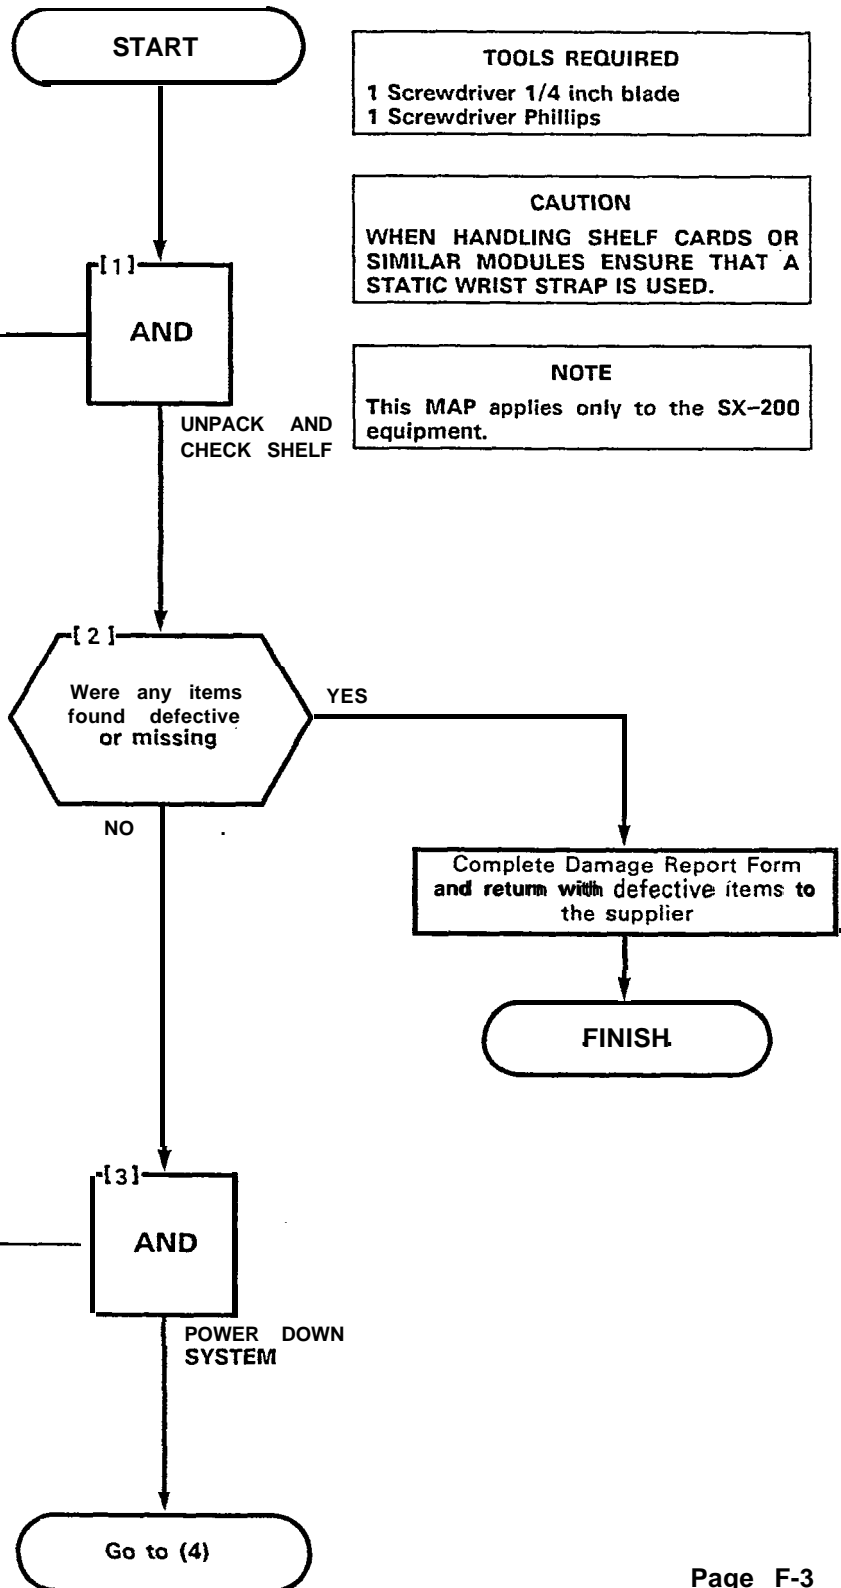 START
TOOLS REQUIRED
1 Screwdriver 1/4 inch blade
1 Screwdriver Phillips
CAUTION
WHEN HANDLING SHELF CARDS OR
SIMILAR MODULES ENSURE THAT A
STATIC WRIST STRAP IS USED.
[1]
AND
NOTE
This MAP applies only to the SX-200
equipment.
UNPACK AND
CHECK SHELF
[2]
Were any items
found defective
or missing
YES
NO
Complete Damage Report Form
and return with defective items to
the supplier
FINISH
[3]
AND
POWER DOWN
SYSTEM
Go to (4)
Page F-3